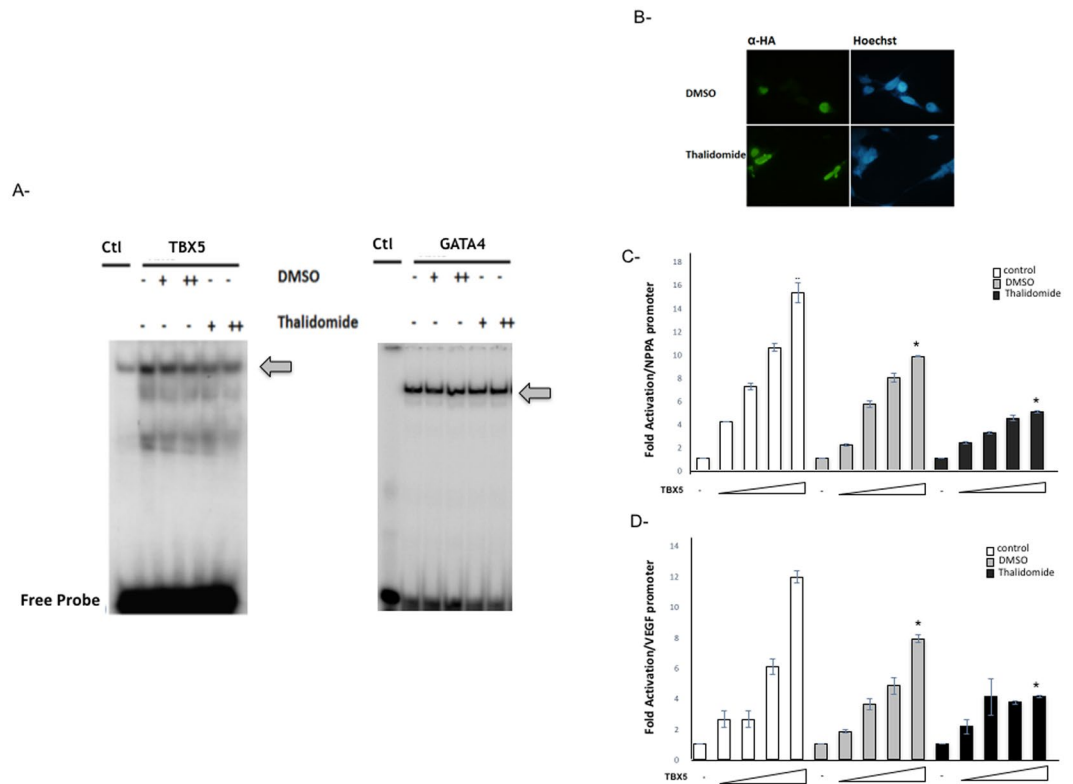 A-
Ctl
TBX5
DMSO
Ctl
GATA4
- + ++ - -
- + ++ - -
Thalidomide
- - - + ++
- - - + ++
Free Probe
B-
α-HA
Hoechst
DMSO
Thalidomide
C-
Fold Activation/NPPA promoter
18
16
14
12
10
8
6
4
2
0
control
DMSO
Thalidomide
*
*
TBX5
-
-
-
D-
Fold Activation/VEGF promoter
14
12
10
8
6
4
2
0
control
DMSO
Thalidomide
*
*
TBX5
-
-
-